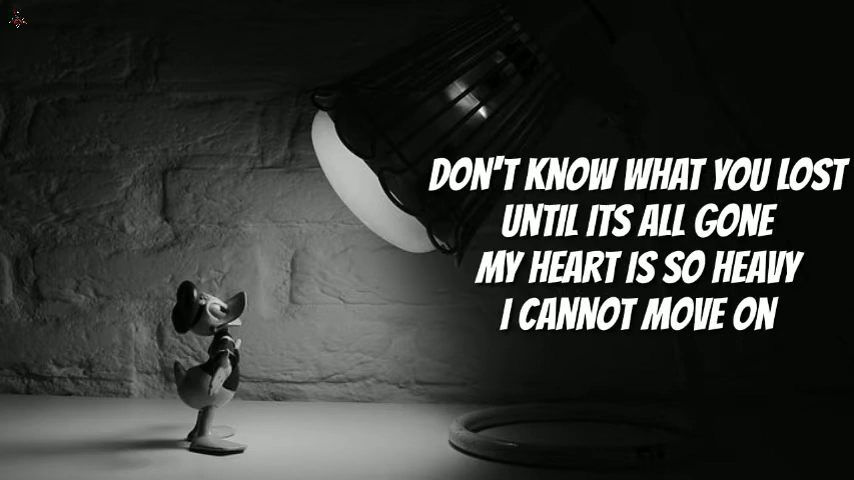 DON'T KNOW WHAT YOU LOST
UNTIL ITS ALL GONE
MY HEART IS SO HEAVY
I CANNOT MOVE ON